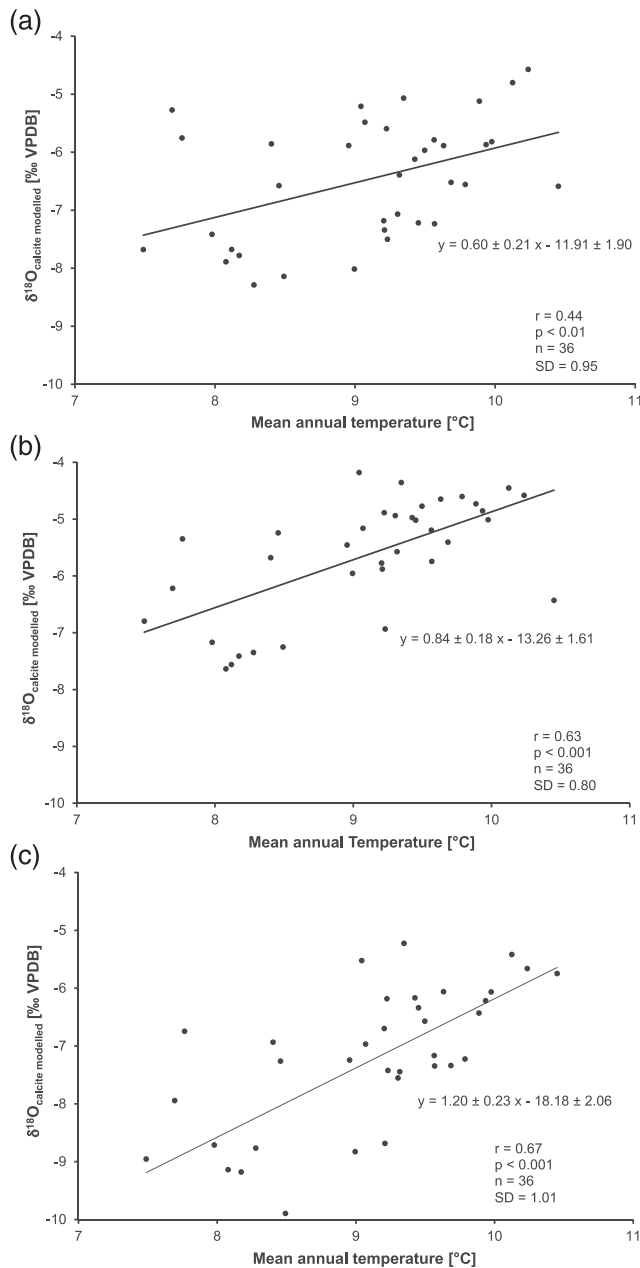 (a)
-4
-5
-6
-7
-8
-9
-10
δ18Ocalcite modelled [‰ VPDB]
y = 0.60 ± 0.21 x - 11.91 ± 1.90
r = 0.44
p < 0.01
n = 36
SD = 0.95
7 8 9 10 11
Mean annual temperature [°C]
(b)
-4
-5
-6
-7
-8
-9
-10
δ18Ocalcite modelled [‰ VPDB]
y = 0.84 ± 0.18 x - 13.26 ± 1.61
r = 0.63
p < 0.001
n = 36
SD = 0.80
7 8 9 10 11
Mean annual Temperature [°C]
(c)
-4
-5
-6
-7
-8
-9
-10
δ18Ocalcite modelled [‰ VPDB]
y = 1.20 ± 0.23 x - 18.18 ± 2.06
r = 0.67
p < 0.001
n = 36
SD = 1.01
7 8 9 10 11
Mean annual temperature [°C]